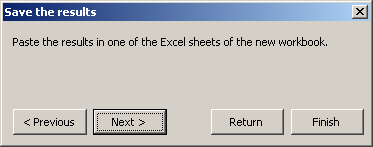 Save the results
Paste the results in one of the Excel sheets of the new workbook.
< Previous
Next >
Return
Finish